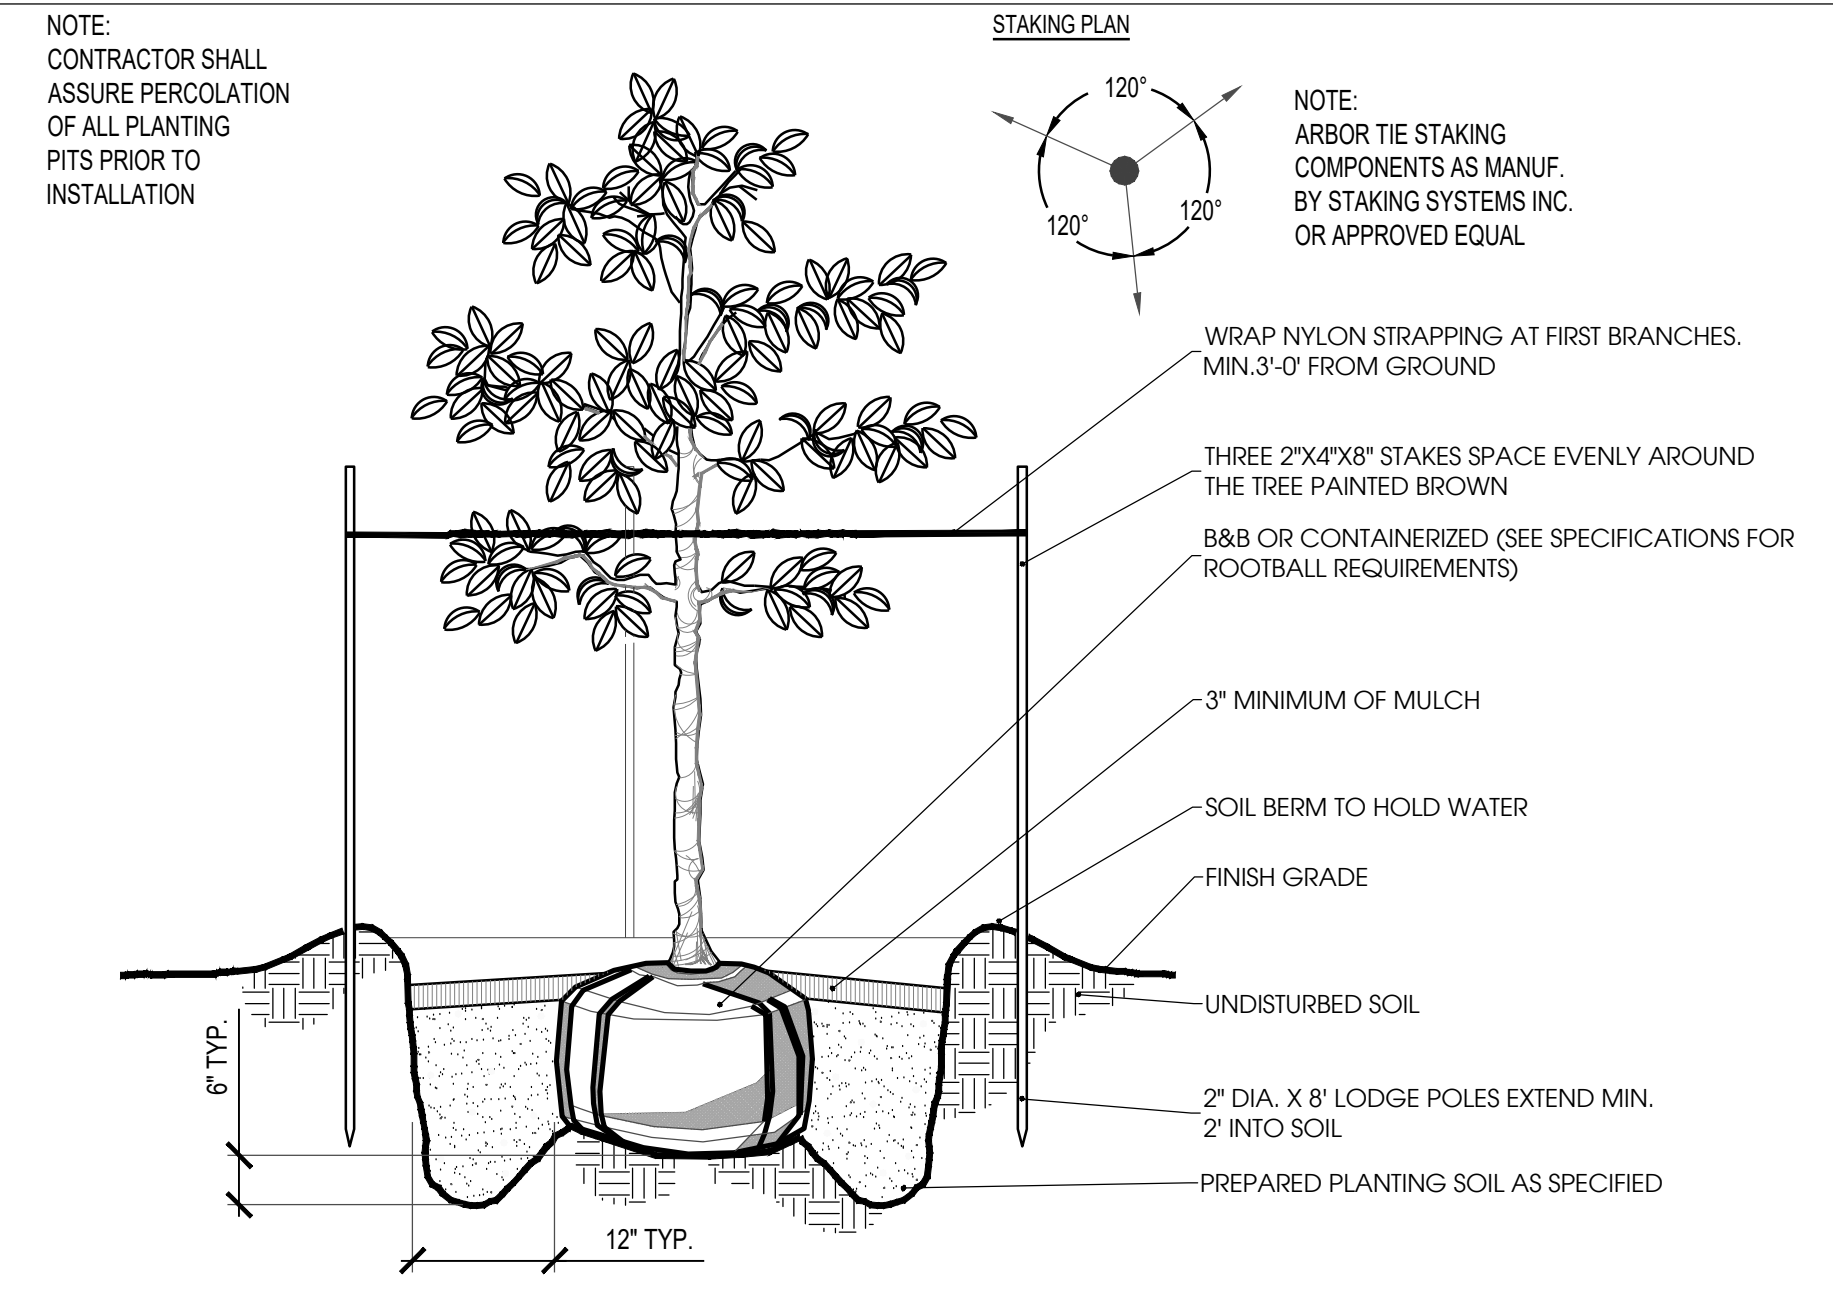 NOTE:
CONTRACTOR SHALL
ASSURE PERCOLATION
OF ALL PLANTING
PITS PRIOR TO
INSTALLATION
STAKING PLAN
120°
120°
120°
NOTE:
ARBOR TIE STAKING
COMPONENTS AS MANUF.
BY STAKING SYSTEMS INC.
OR APPROVED EQUAL
WRAP NYLON STRAPPING AT FIRST BRANCHES.
MIN.3'-0' FROM GROUND
THREE 2"X4"X8" STAKES SPACE EVENLY AROUND
THE TREE PAINTED BROWN
B&B OR CONTAINERIZED (SEE SPECIFICATIONS FOR
ROOTBALL REQUIREMENTS)
3" MINIMUM OF MULCH
SOIL BERM TO HOLD WATER
FINISH GRADE
UNDISTURBED SOIL
2" DIA. X 8' LODGE POLES EXTEND MIN.
2' INTO SOIL
PREPARED PLANTING SOIL AS SPECIFIED
6" TYP.
12" TYP.